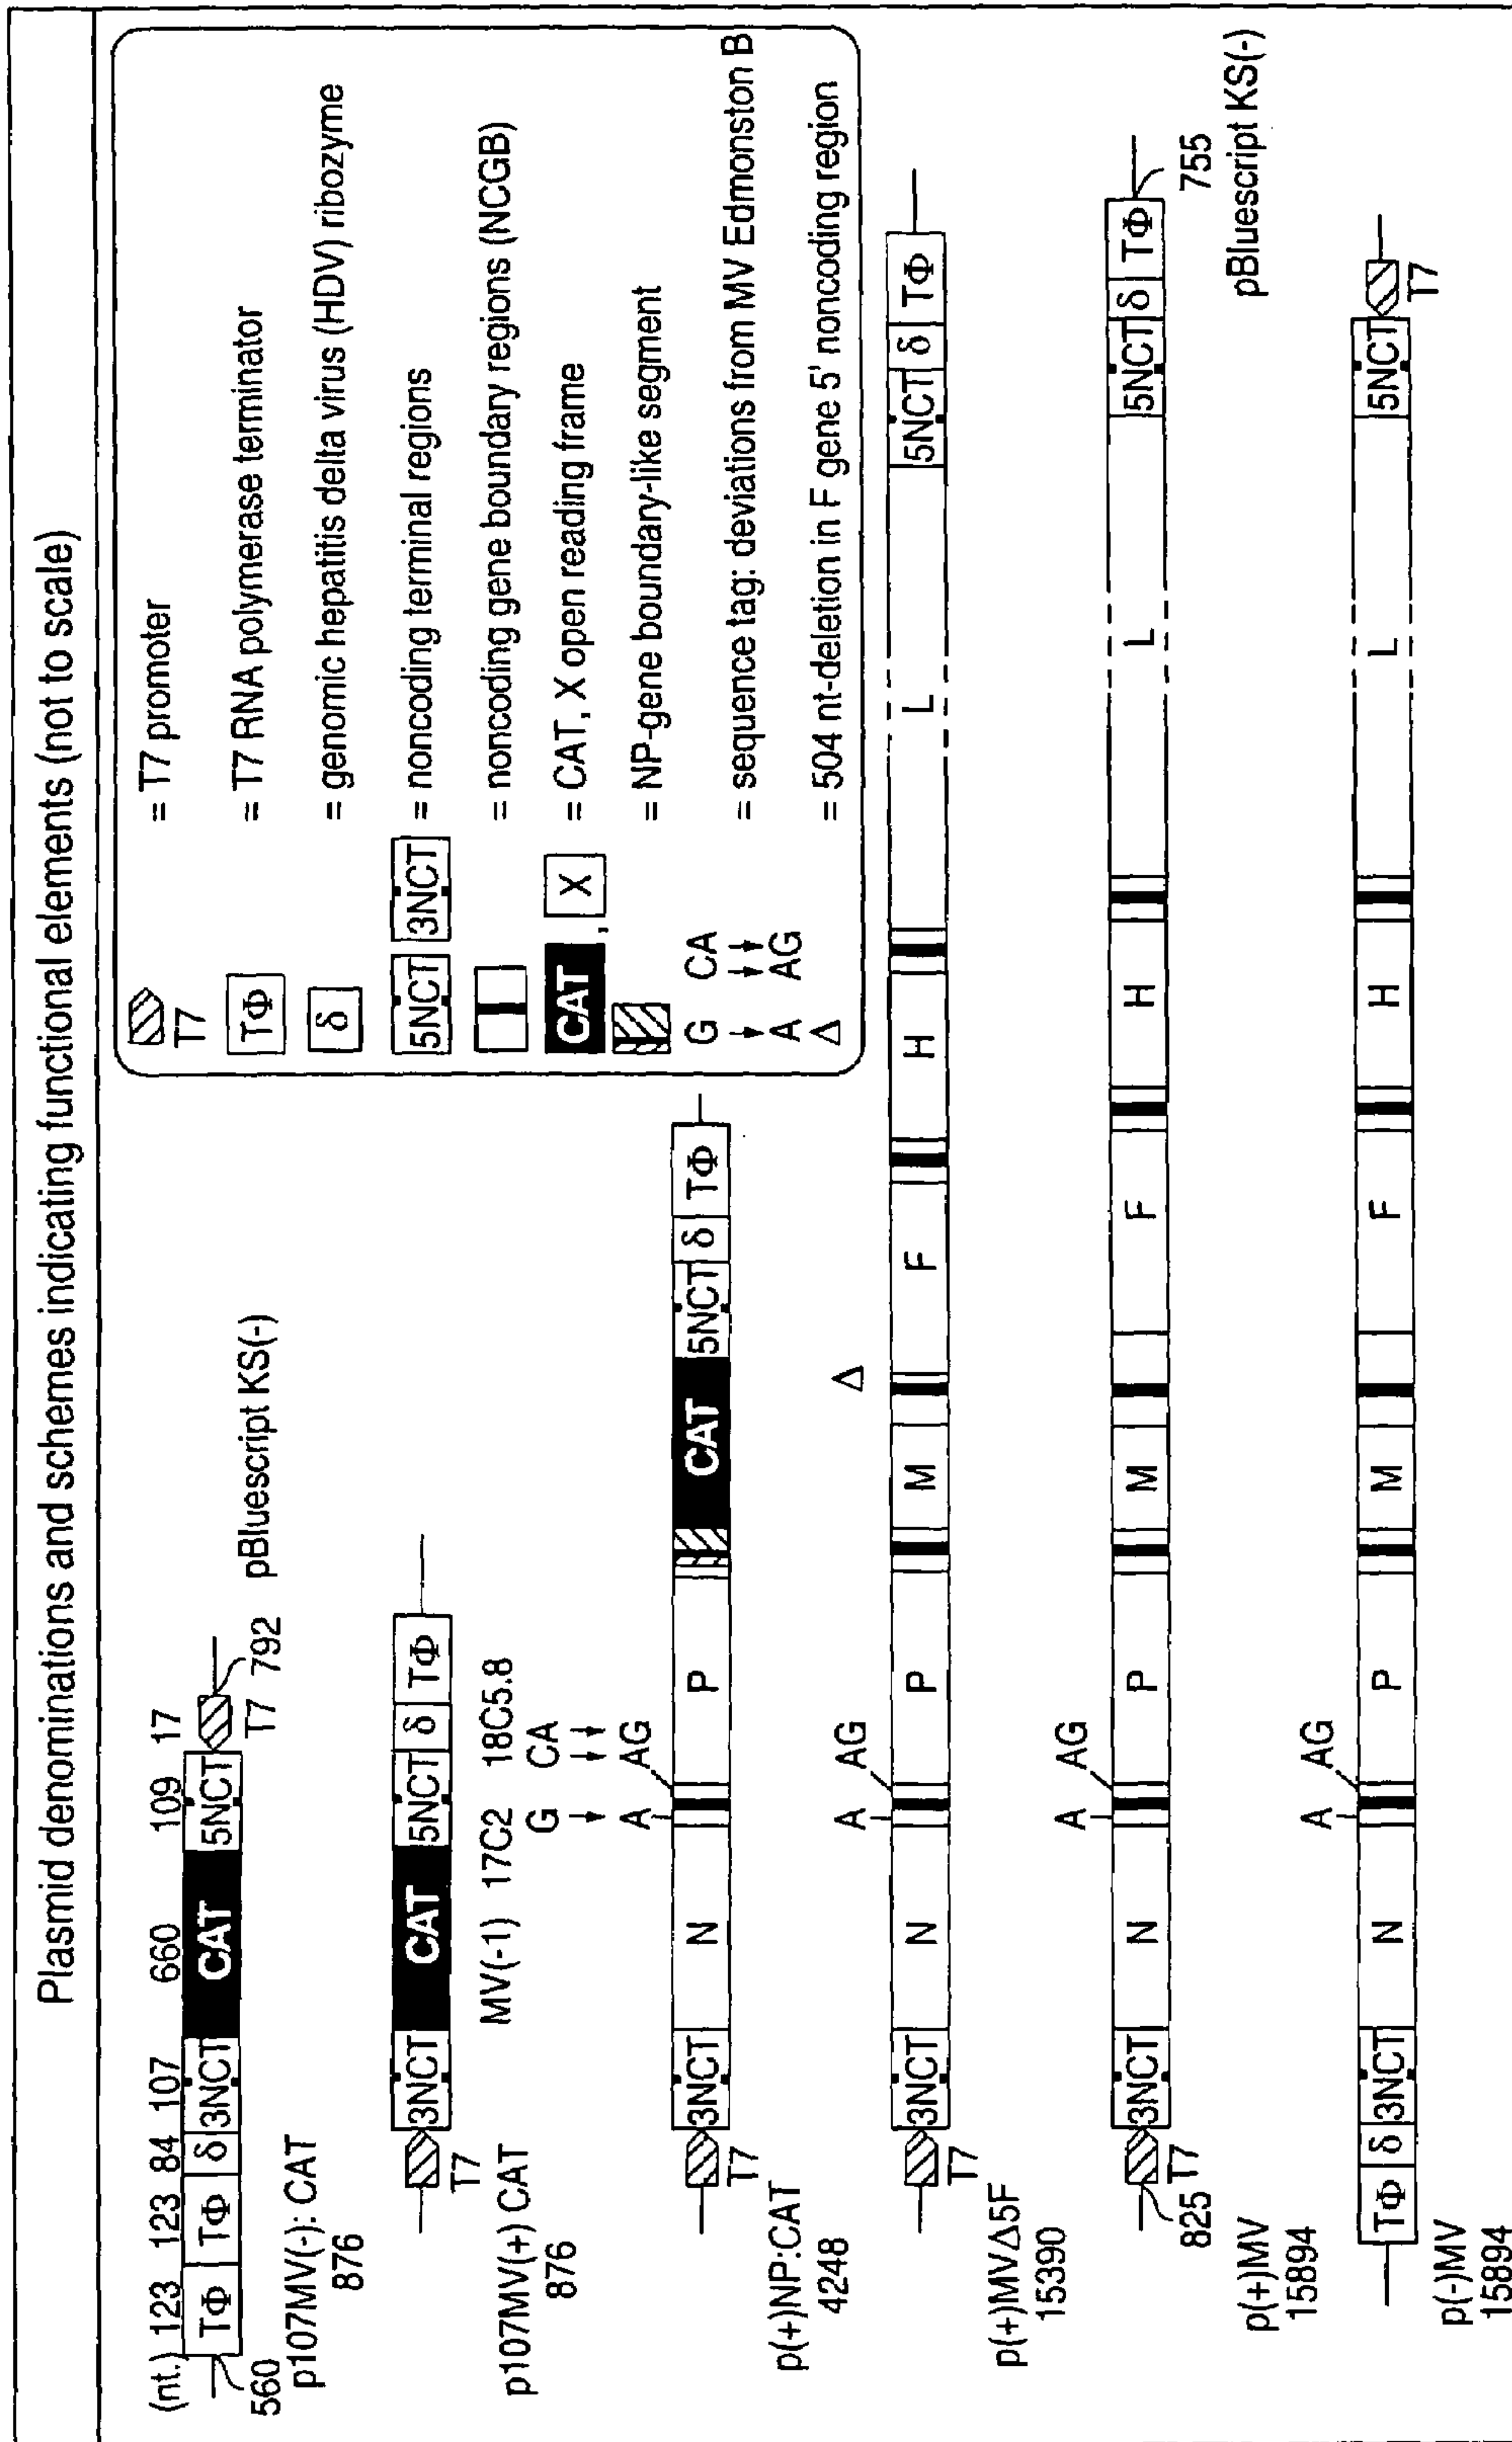 Plasmid denominations and schemes indicating functional elements (not to scale)
(nt.) 123 123 84 107 660 109 17
TΦ TΦ δ 3NCT CAT 5NCT
560
T7 792 pBluescript KS(-)
p107MV(-): CAT
876
3NCT CAT 5NCT δ TΦ
T7
p107MV(+) CAT
876
MV(-1) 17C2 18C5.8
G CA
A AG
3NCT N P CAT 5NCT δ TΦ
T7
p(+)NP:CAT
4248
Δ
A AG
3NCT N P M F H L 5NCT δ TΦ
T7
p(+)MVΔ5F
15390
A AG
3NCT N P M F H L 5NCT δ TΦ
825 T7
755
pBluescript KS(-)
p(+)MV
15894
A AG
TΦ δ 3NCT N P M F H L 5NCT
T7
p(-)MV
15894
T7 = T7 promoter
TΦ = T7 RNA polymerase terminator
δ = genomic hepatitis delta virus (HDV) ribozyme
5NCT 3NCT = noncoding terminal regions
= noncoding gene boundary regions (NCGB)
CAT, X = CAT, X open reading frame
= NP-gene boundary-like segment
G CA
A AG = sequence tag: deviations from MV Edmonston B
Δ = 504 nt-deletion in F gene 5' noncoding region